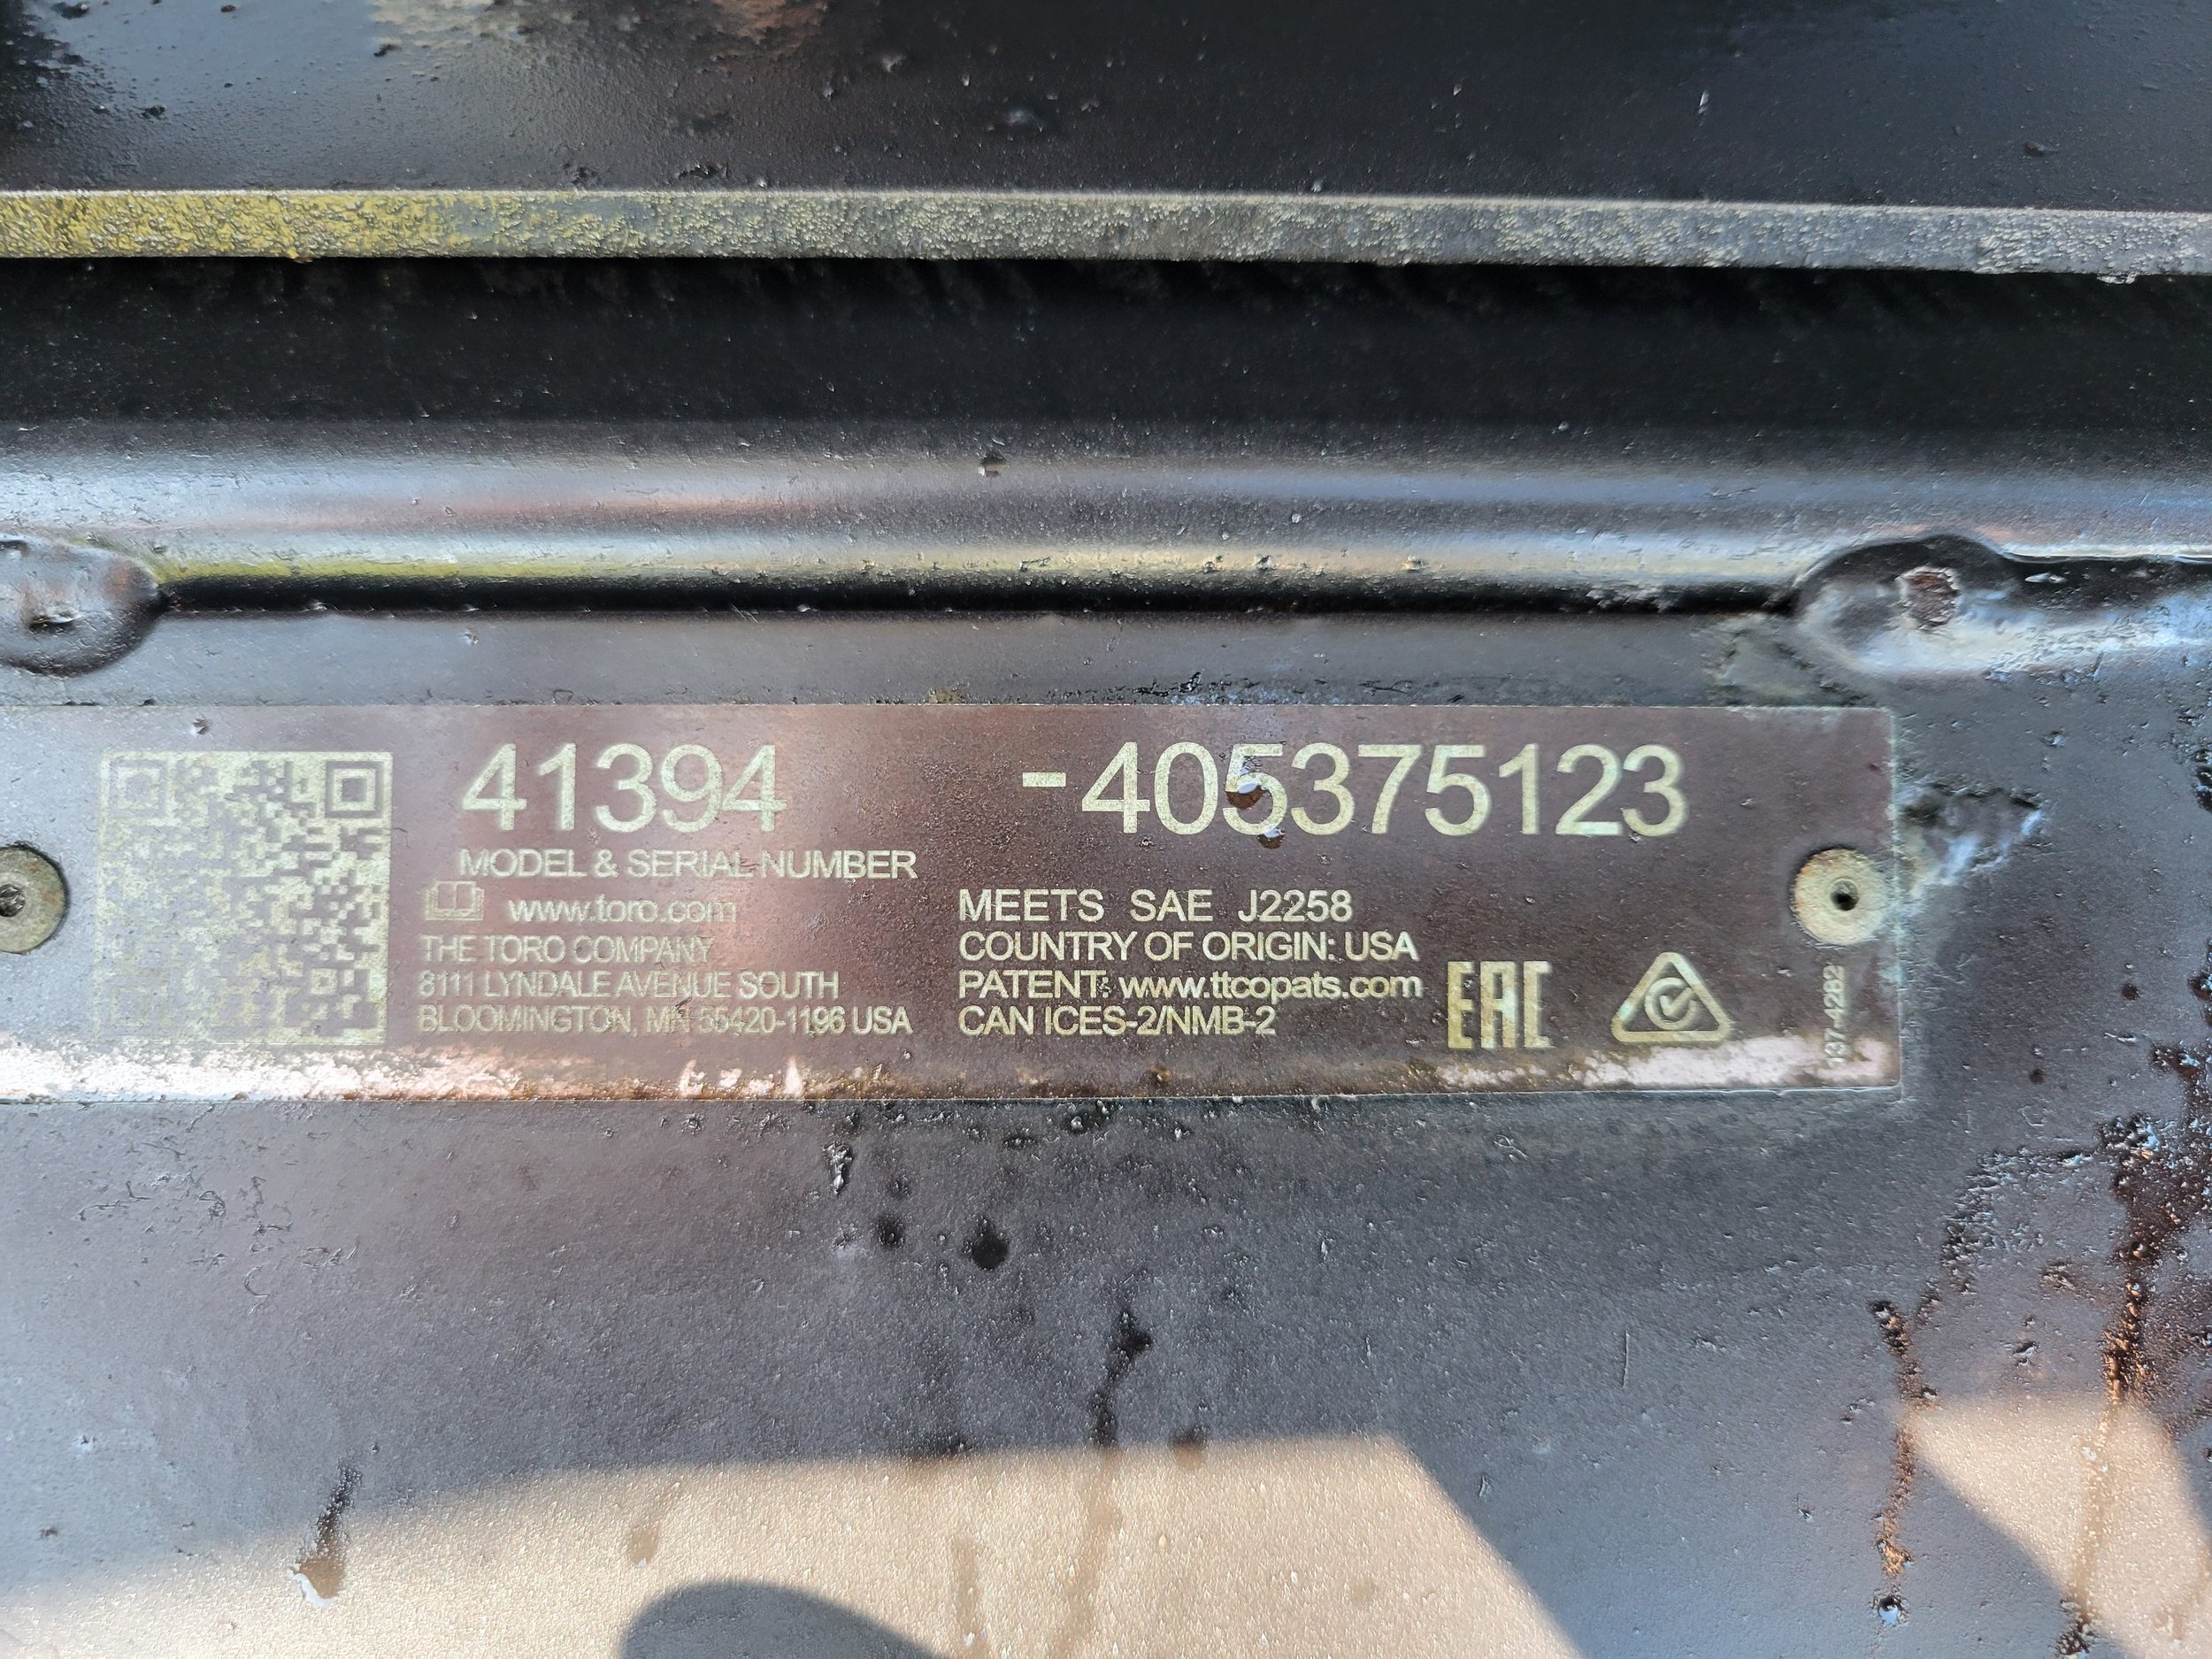 41394 -405375123
MODEL & SERIAL NUMBER
www.toro.com
THE TORO COMPANY
8111 LYNDALE AVENUE SOUTH
BLOOMINGTON, MN 55420-1196 USA
MEETS SAE J2258
COUNTRY OF ORIGIN: USA
PATENT: www.ttcopats.com
CAN ICES-2/NMB-2
EAC
137-4282